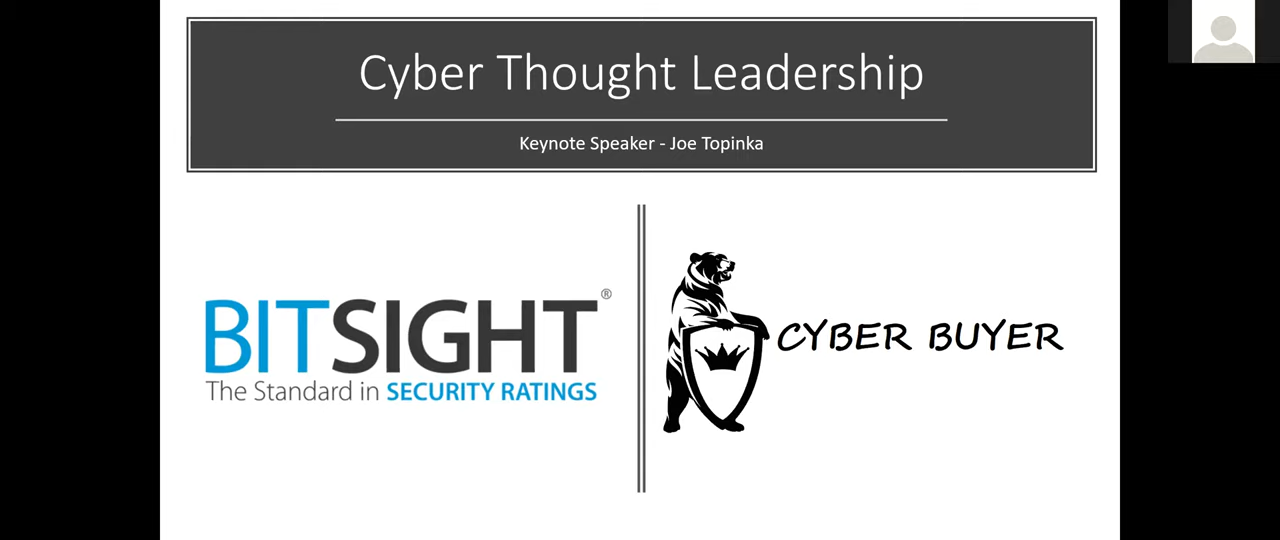 Cyber Thought Leadership
Keynote Speaker - Joe Topinka
BITSIGHT®
The Standard in SECURITY RATINGS
CYBER BUYER